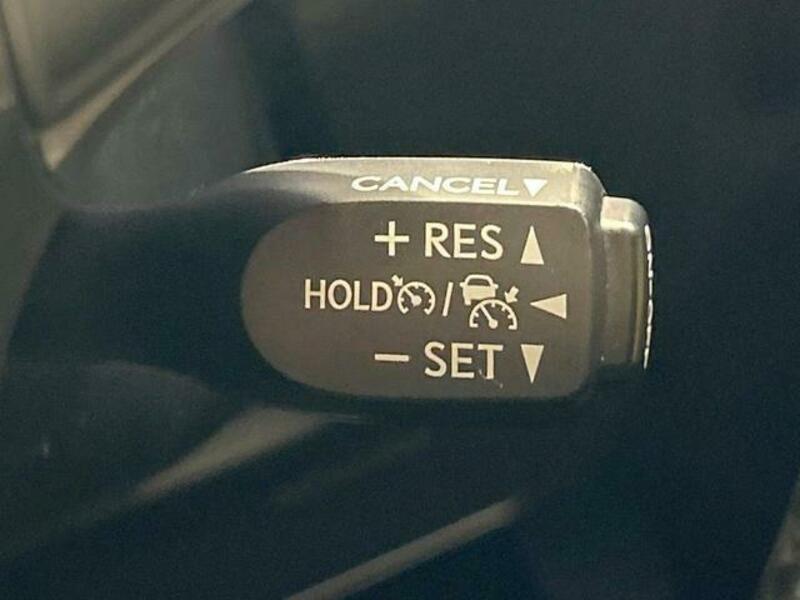 CANCEL▼
+ RES ▲
HOLD / ◀
− SET ▼